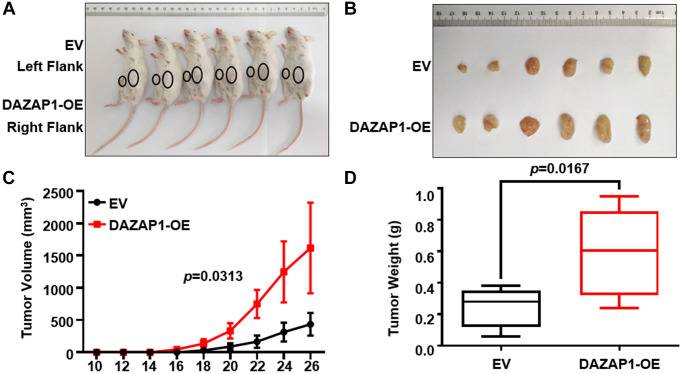 A
EV
Left Flank
DAZAP1-OE
Right Flank
B
EV
DAZAP1-OE
C
Tumor Volume (mm³)
2500
2000
1500
1000
500
0
EV
DAZAP1-OE
p=0.0313
10 12 14 16 18 20 22 24 26
D
Tumor Weight (g)
1.0
0.8
0.6
0.4
0.2
0.0
p=0.0167
EV DAZAP1-OE